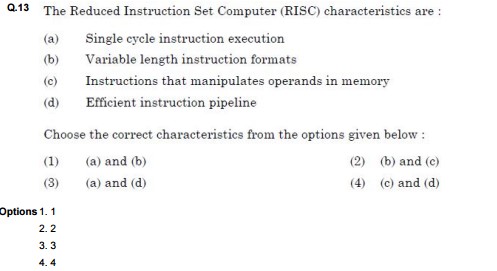 Q.13 The Reduced Instruction Set Computer (RISC) characteristics are :
(a) Single cycle instruction execution
(b) Variable length instruction formats
(c) Instructions that manipulates operands in memory
(d) Efficient instruction pipeline
Choose the correct characteristics from the options given below :
(1) (a) and (b) (2) (b) and (c)
(3) (a) and (d) (4) (c) and (d)
Options 1. 1
2. 2
3. 3
4. 4